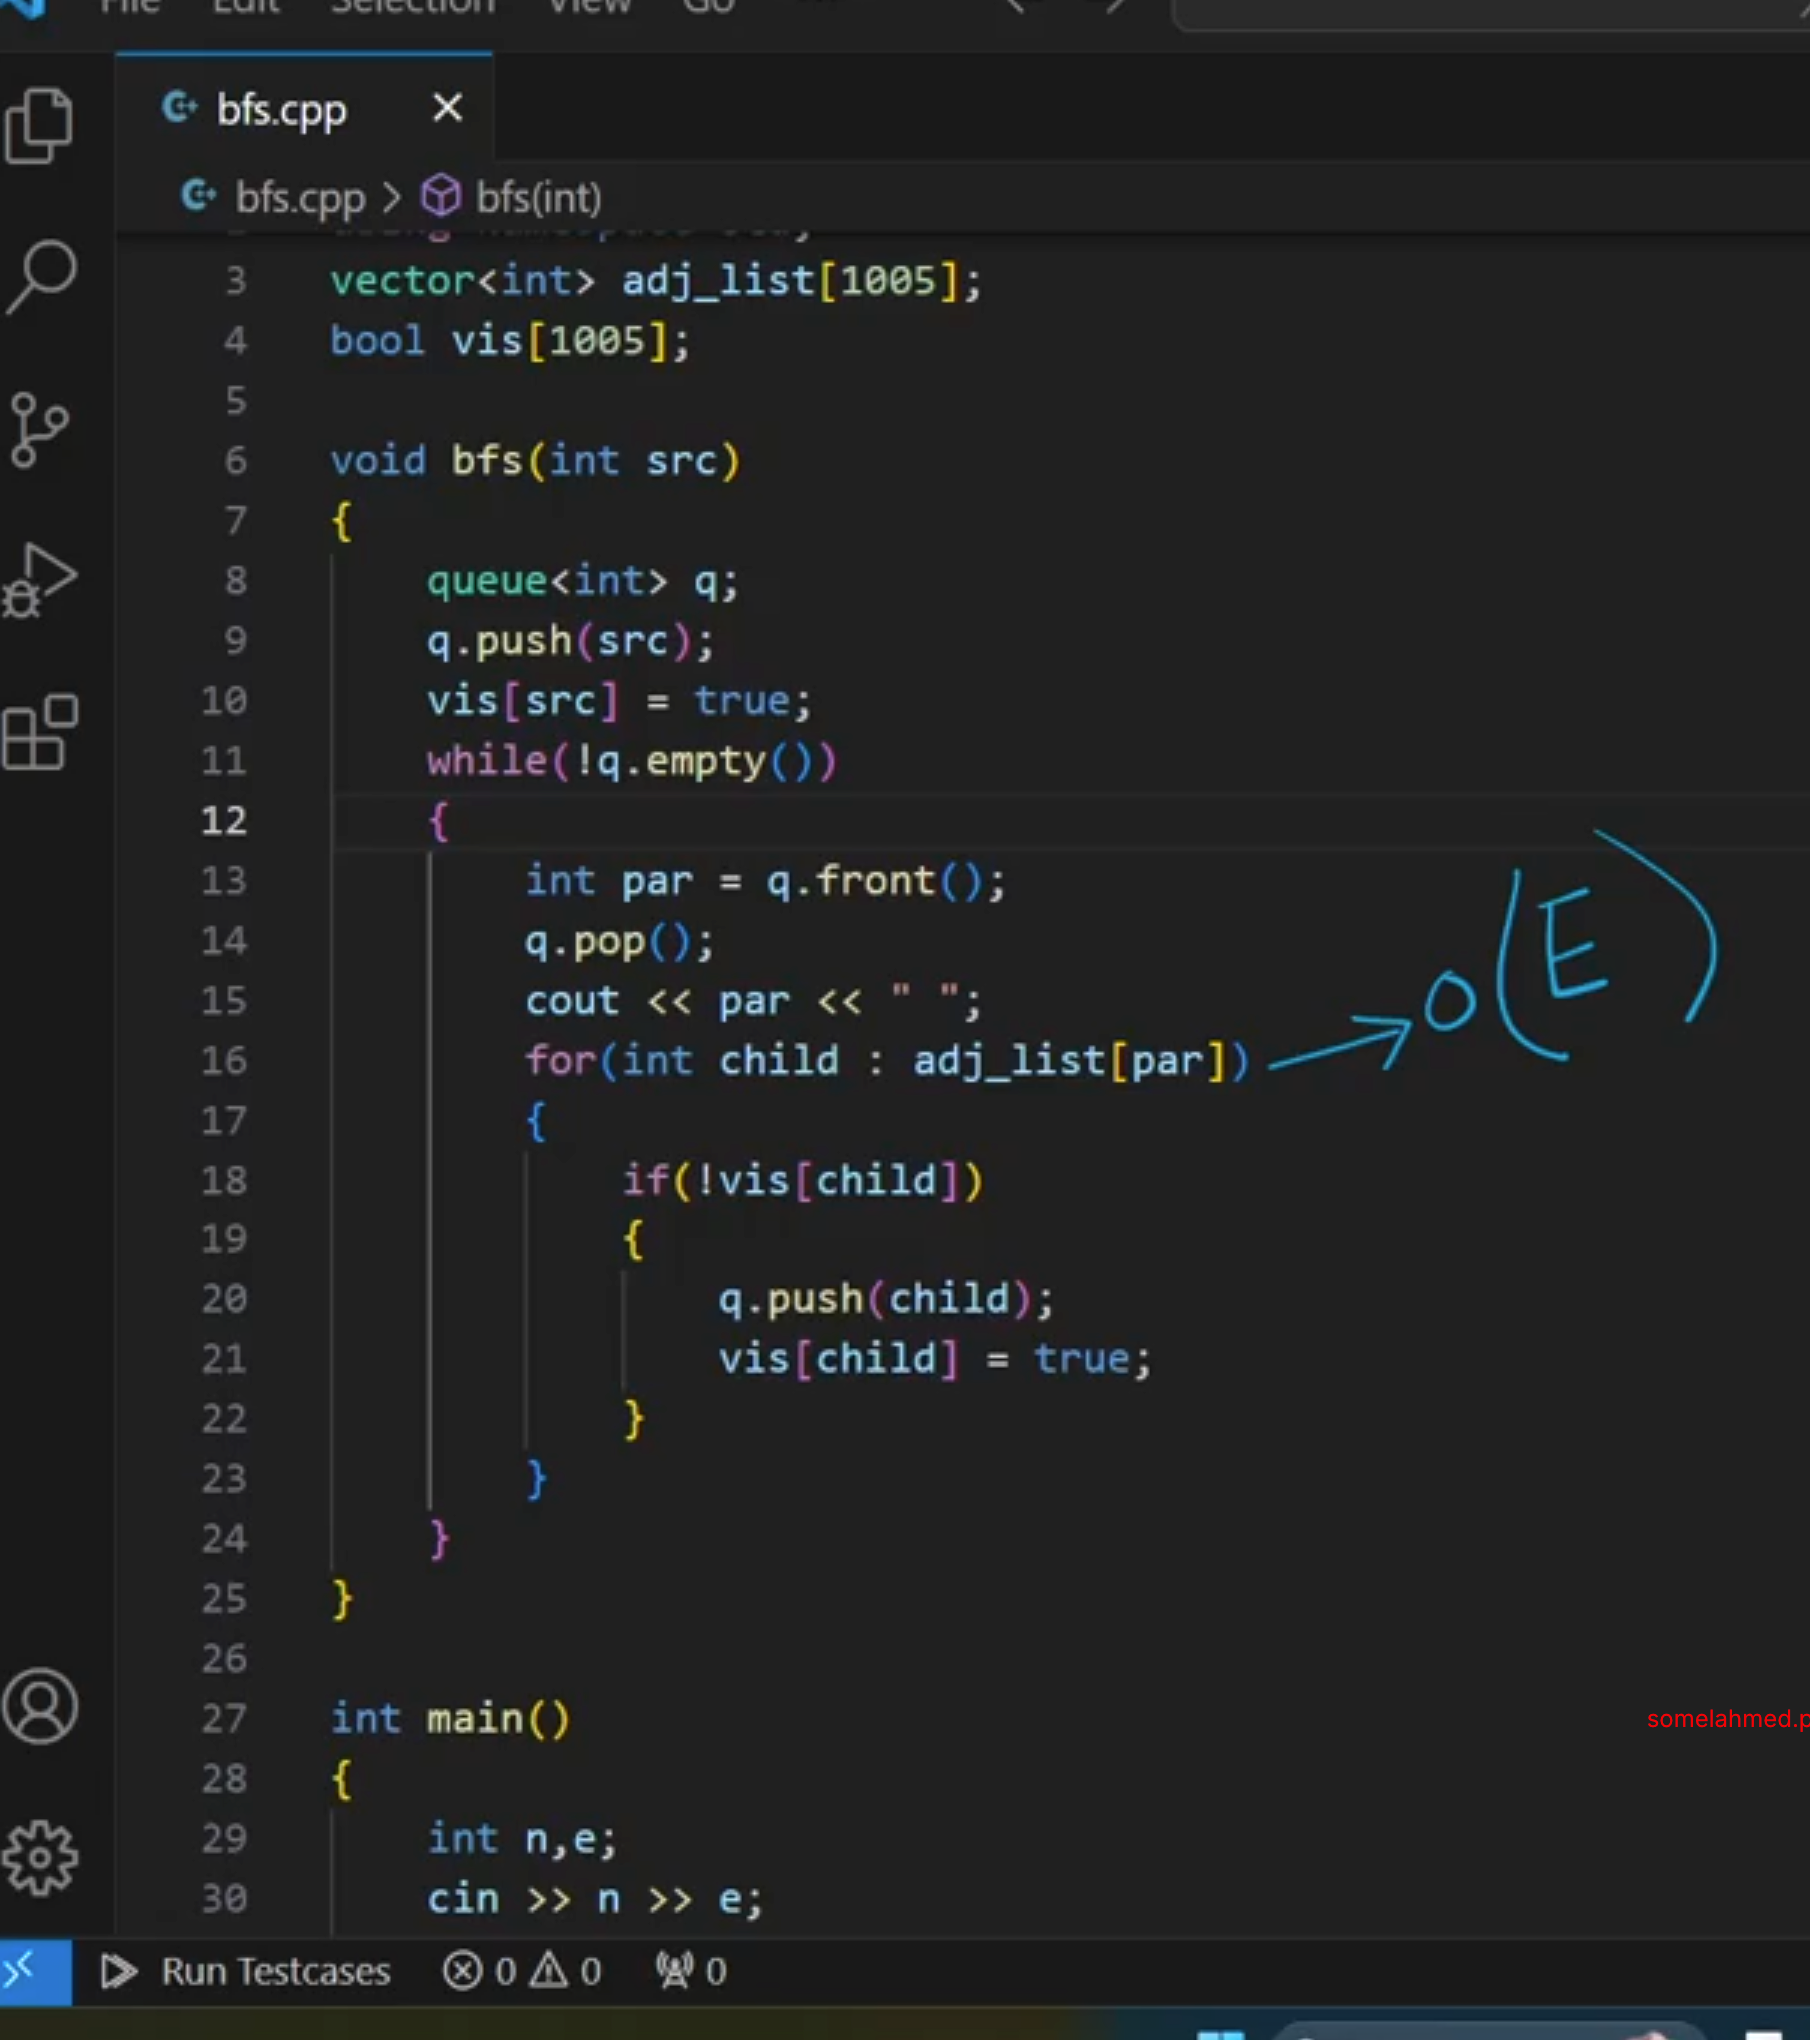 File Edit Selection View Go
bfs.cpp
bfs.cpp > bfs(int)
3 vector<int> adj_list[1005];
4 bool vis[1005];
5
6 void bfs(int src)
7 {
8 queue<int> q;
9 q.push(src);
10 vis[src] = true;
11 while(!q.empty())
12 {
13 int par = q.front();
14 q.pop();
15 cout << par << " ";
16 for(int child : adj_list[par])
O(E)
17 {
18 if(!vis[child])
19 {
20 q.push(child);
21 vis[child] = true;
22 }
23 }
24 }
25 }
26
27 int main()
somelahmed.p
28 {
29 int n,e;
30 cin >> n >> e;
Run Testcases 0 0 0